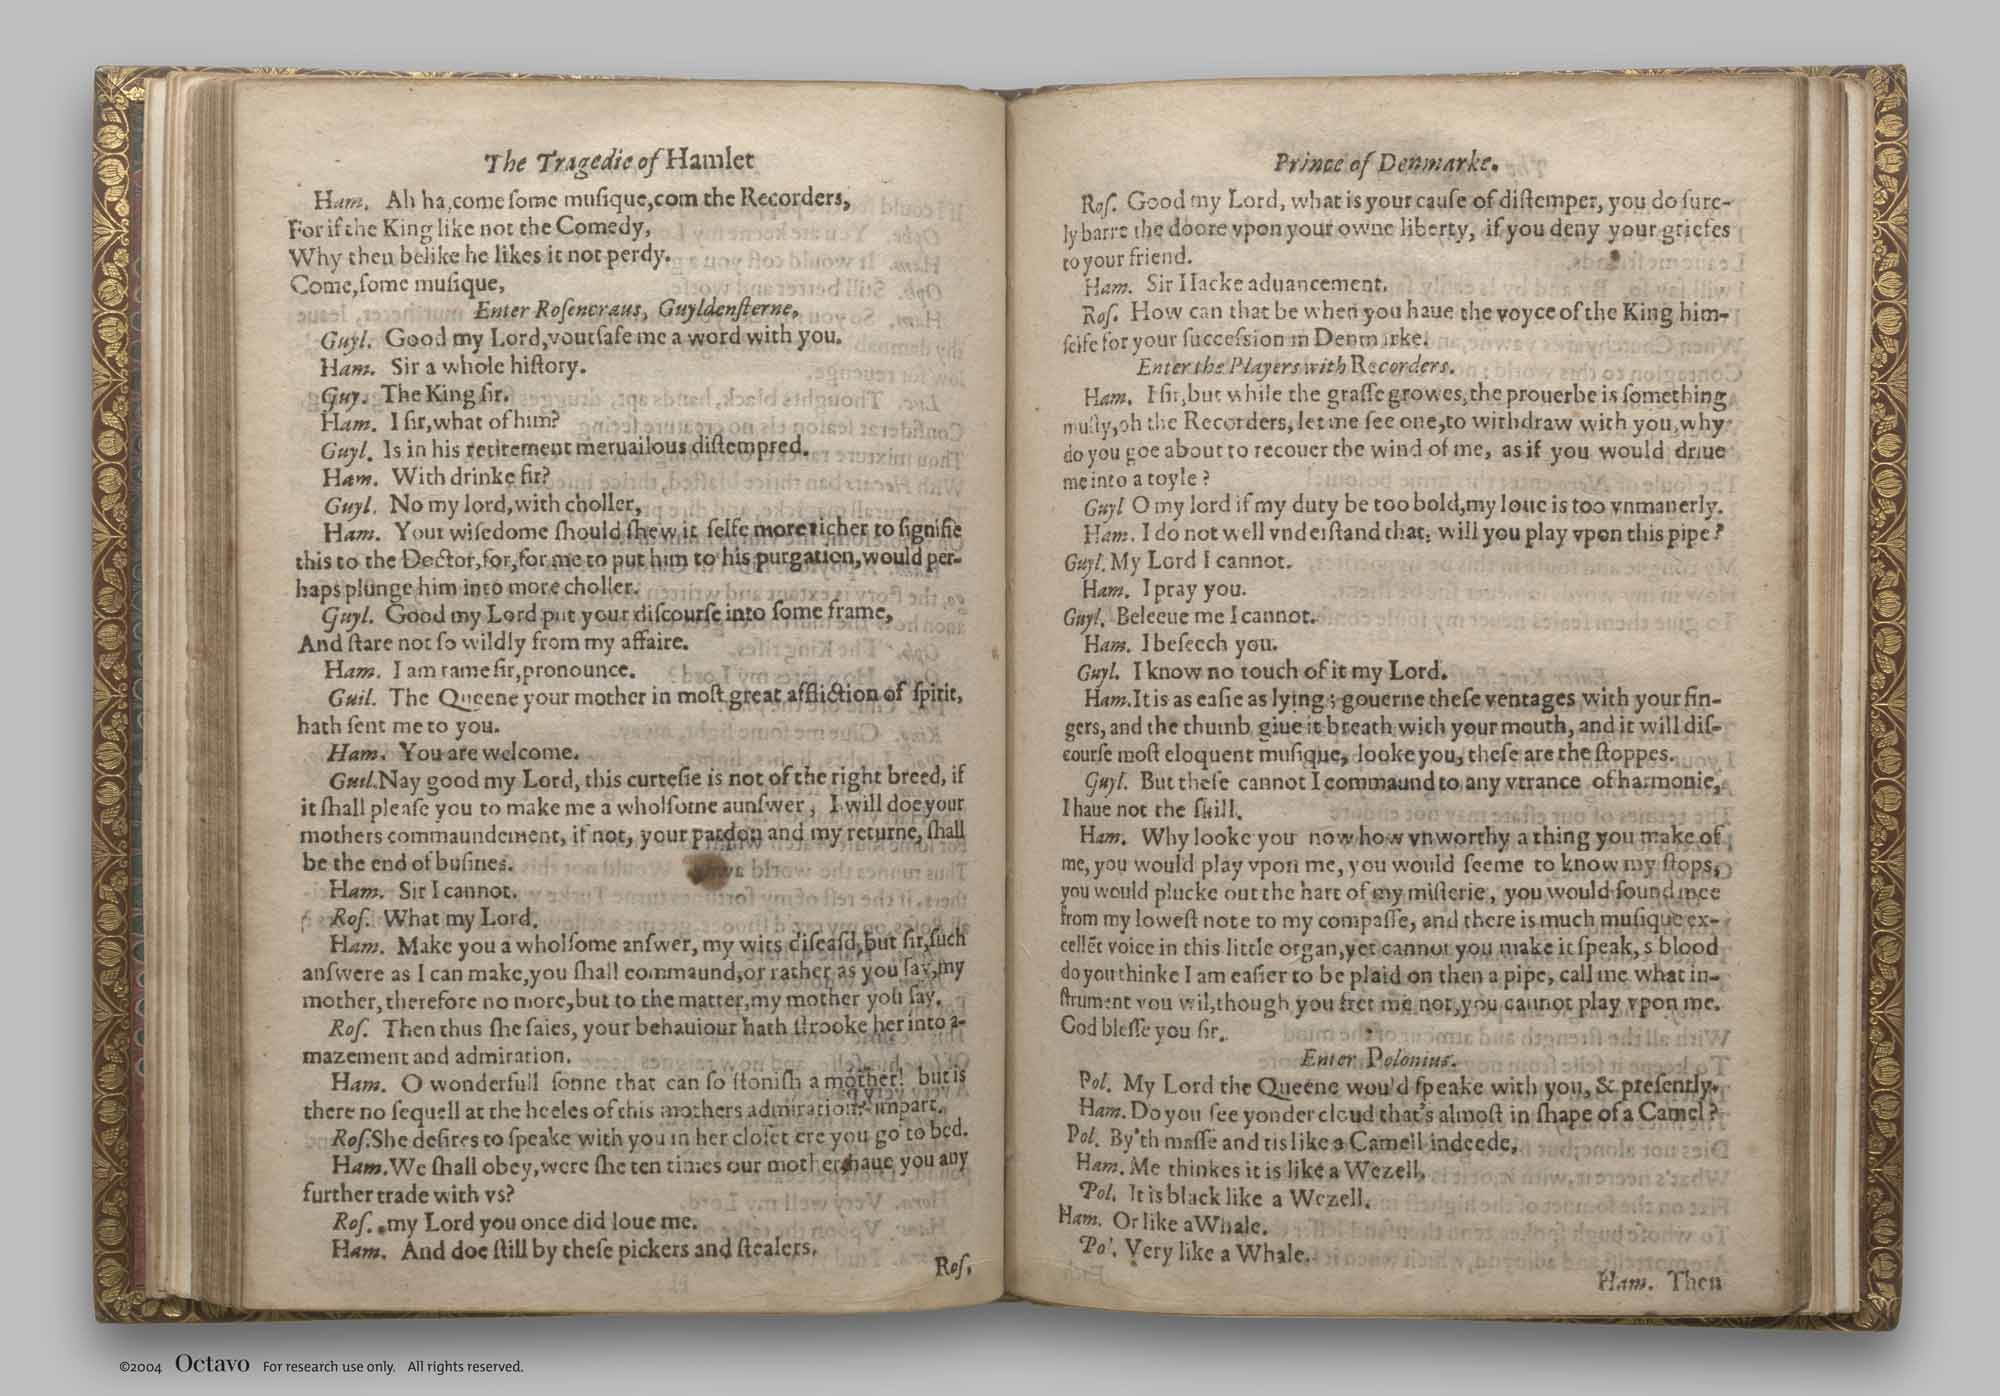 The Tragedie of Hamlet
Ham. Ah ha,come ſome muſique,com the Recorders,
For if the King like not the Comedy,
Why then belike he likes it not perdy.
Come,ſome muſique,
Enter Roſencraus, Guyldenſterne,
Guyl. Good my Lord,voutſafe me a word with you.
Ham. Sir a whole hiſtory.
Guy. The King ſir.
Ham. I ſir,what of him?
Guyl. Is in his retirement meruailous diſtempred.
Ham. With drinke ſir?
Guyl. No my lord,with choller,
Ham. Your wiſedome ſhould ſhew it ſelfe more richer to ſignifie
this to the Doctor,for,for me to put him to his purgation,would per-
haps plunge him into more choller.
Guyl. Good my Lord put your diſcourſe into ſome frame,
And ſtare not ſo wildly from my affaire.
Ham. I am tame ſir,pronounce.
Guil. The Queene your mother in moſt great affliction of ſpirit,
hath ſent me to you.
Ham. You are welcome.
Guil.Nay good my Lord, this curteſie is not of the right breed, if
it ſhall pleaſe you to make me a wholſome aunſwer, I will doe your
mothers commaundement, if not, your pardon and my returne, ſhall
be the end of buſines.
Ham. Sir I cannot.
Roſ. What my Lord.
Ham. Make you a wholſome anſwer, my wits diſeaſd,but ſir,ſuch
anſwere as I can make,you ſhall commaund,or rather as you ſay,my
mother,therefore no more,but to the matter,my mother you ſay.
Roſ. Then thus ſhe ſaies, your behauiour hath ſtrooke her into a-
mazement and admiration.
Ham. O wonderfull ſonne that can ſo ſtoniſh a mother! but is
there no ſequell at the heeles of this mothers admiration? impart.
Roſ.She deſires to ſpeake with you in her cloſet ere you go to bed.
Ham.We ſhall obey,were ſhe ten times our mother,haue you any
further trade with vs?
Roſ. my Lord you once did loue me.
Ham. And doe ſtill by theſe pickers and ſtealers.
Roſ,
Prince of Denmarke.
Roſ. Good my Lord, what is your cauſe of diſtemper, you do ſure-
ly barre the doore vpon your owne liberty, if you deny your griefes
to your friend.
Ham. Sir I lacke aduancement.
Roſ. How can that be when you haue the voyce of the King him-
ſelfe for your ſucceſsion in Denmarke.
Enter the Players with Recorders.
Ham. I ſir,but while the graſſe growes,the prouerbe is ſomething
muſty,oh the Recorders,let me ſee one,to withdraw with you,why
do you goe about to recouer the wind of me, as if you would driue
me into a toyle?
Guyl O my lord if my duty be too bold,my loue is too vnmanerly.
Ham. I do not well vnderſtand that, will you play vpon this pipe?
Guyl. My Lord I cannot.
Ham. I pray you.
Guyl. Beleeue me I cannot.
Ham. I beſeech you.
Guyl. I know no touch of it my Lord.
Ham.It is as eaſie as lying; gouerne theſe ventages with your fin-
gers,and the thumb giue it breath with your mouth, and it will diſ-
courſe moſt eloquent muſique, looke you, theſe are the ſtoppes.
Guyl. But theſe cannot I commaund to any vtrance of harmonie,
I haue not the ſkill.
Ham. Why looke you now how vnworthy a thing you make of
me, you would play vpon me, you would ſeeme to know my ſtops,
you would plucke out the hart of my miſterie, you would ſound mee
from my loweſt note to my compaſſe, and there is much muſique ex-
cellēt voice in this little organ,yet cannot you make it ſpeak, s blood
do you thinke I am eaſier to be plaid on then a pipe, call me what in-
ſtrument you wil,though you fret me not,you cannot play vpon me.
God bleſſe you ſir.
Enter Polonius.
Pol. My Lord the Queene would ſpeake with you, & preſently.
Ham. Do you ſee yonder cloud that's almoſt in ſhape of a Camel?
Pol. By'th maſſe and tis like a Camell indeede,
Ham. Me thinkes it is like a Wezell,
Pol. It is black like a Wezell.
Ham. Or like a Whale.
Pol. Very like a Whale.
Ham. Then
©2004 Octavo For research use only. All rights reserved.